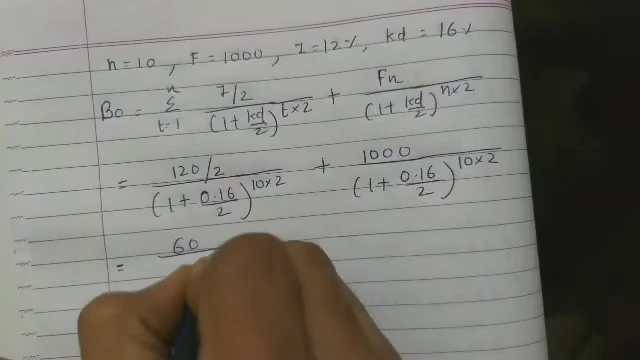 n=10 , F = 1000 , I = 12% , kd = 16%
B0 = n Σ t=1 I/2 / (1 + kd/2)^t×2 + Fn / (1 + kd/2)^n×2
= 120/2 / (1 + 0.16/2)^10×2 + 1000 / (1 + 0.16/2)^10×2
= 60